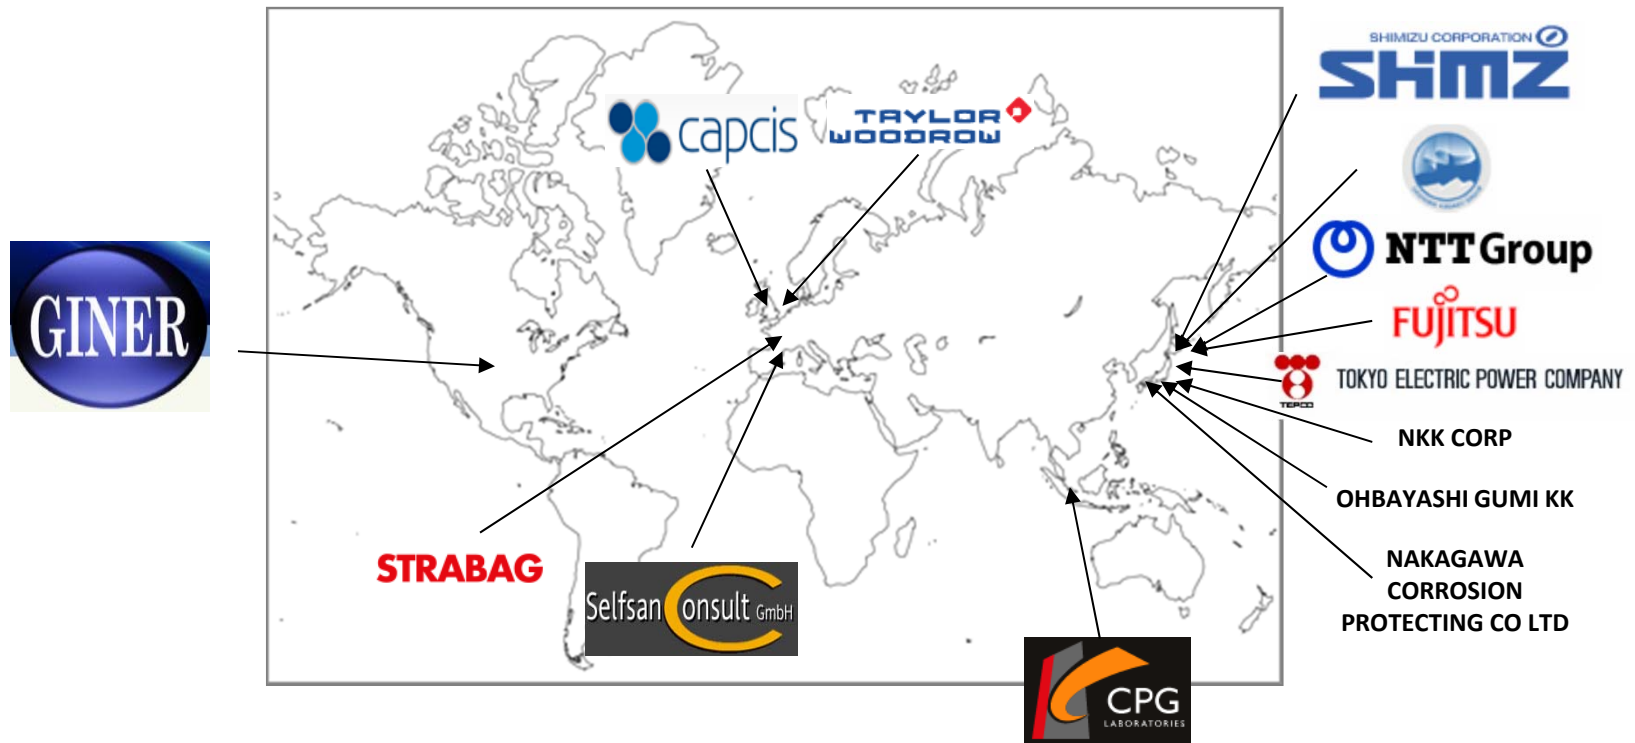 SHIMIZU CORPORATION
SHIMZ
capcis
TAYLOR
WOODROW
NTT Group
GINER
FUJITSU
TEPCO
TOKYO ELECTRIC POWER COMPANY
NKK CORP
OHBAYASHI GUMI KK
STRABAG
Selfsan Consult GmbH
NAKAGAWA
CORROSION
PROTECTING CO LTD
CPG
LABORATORIES